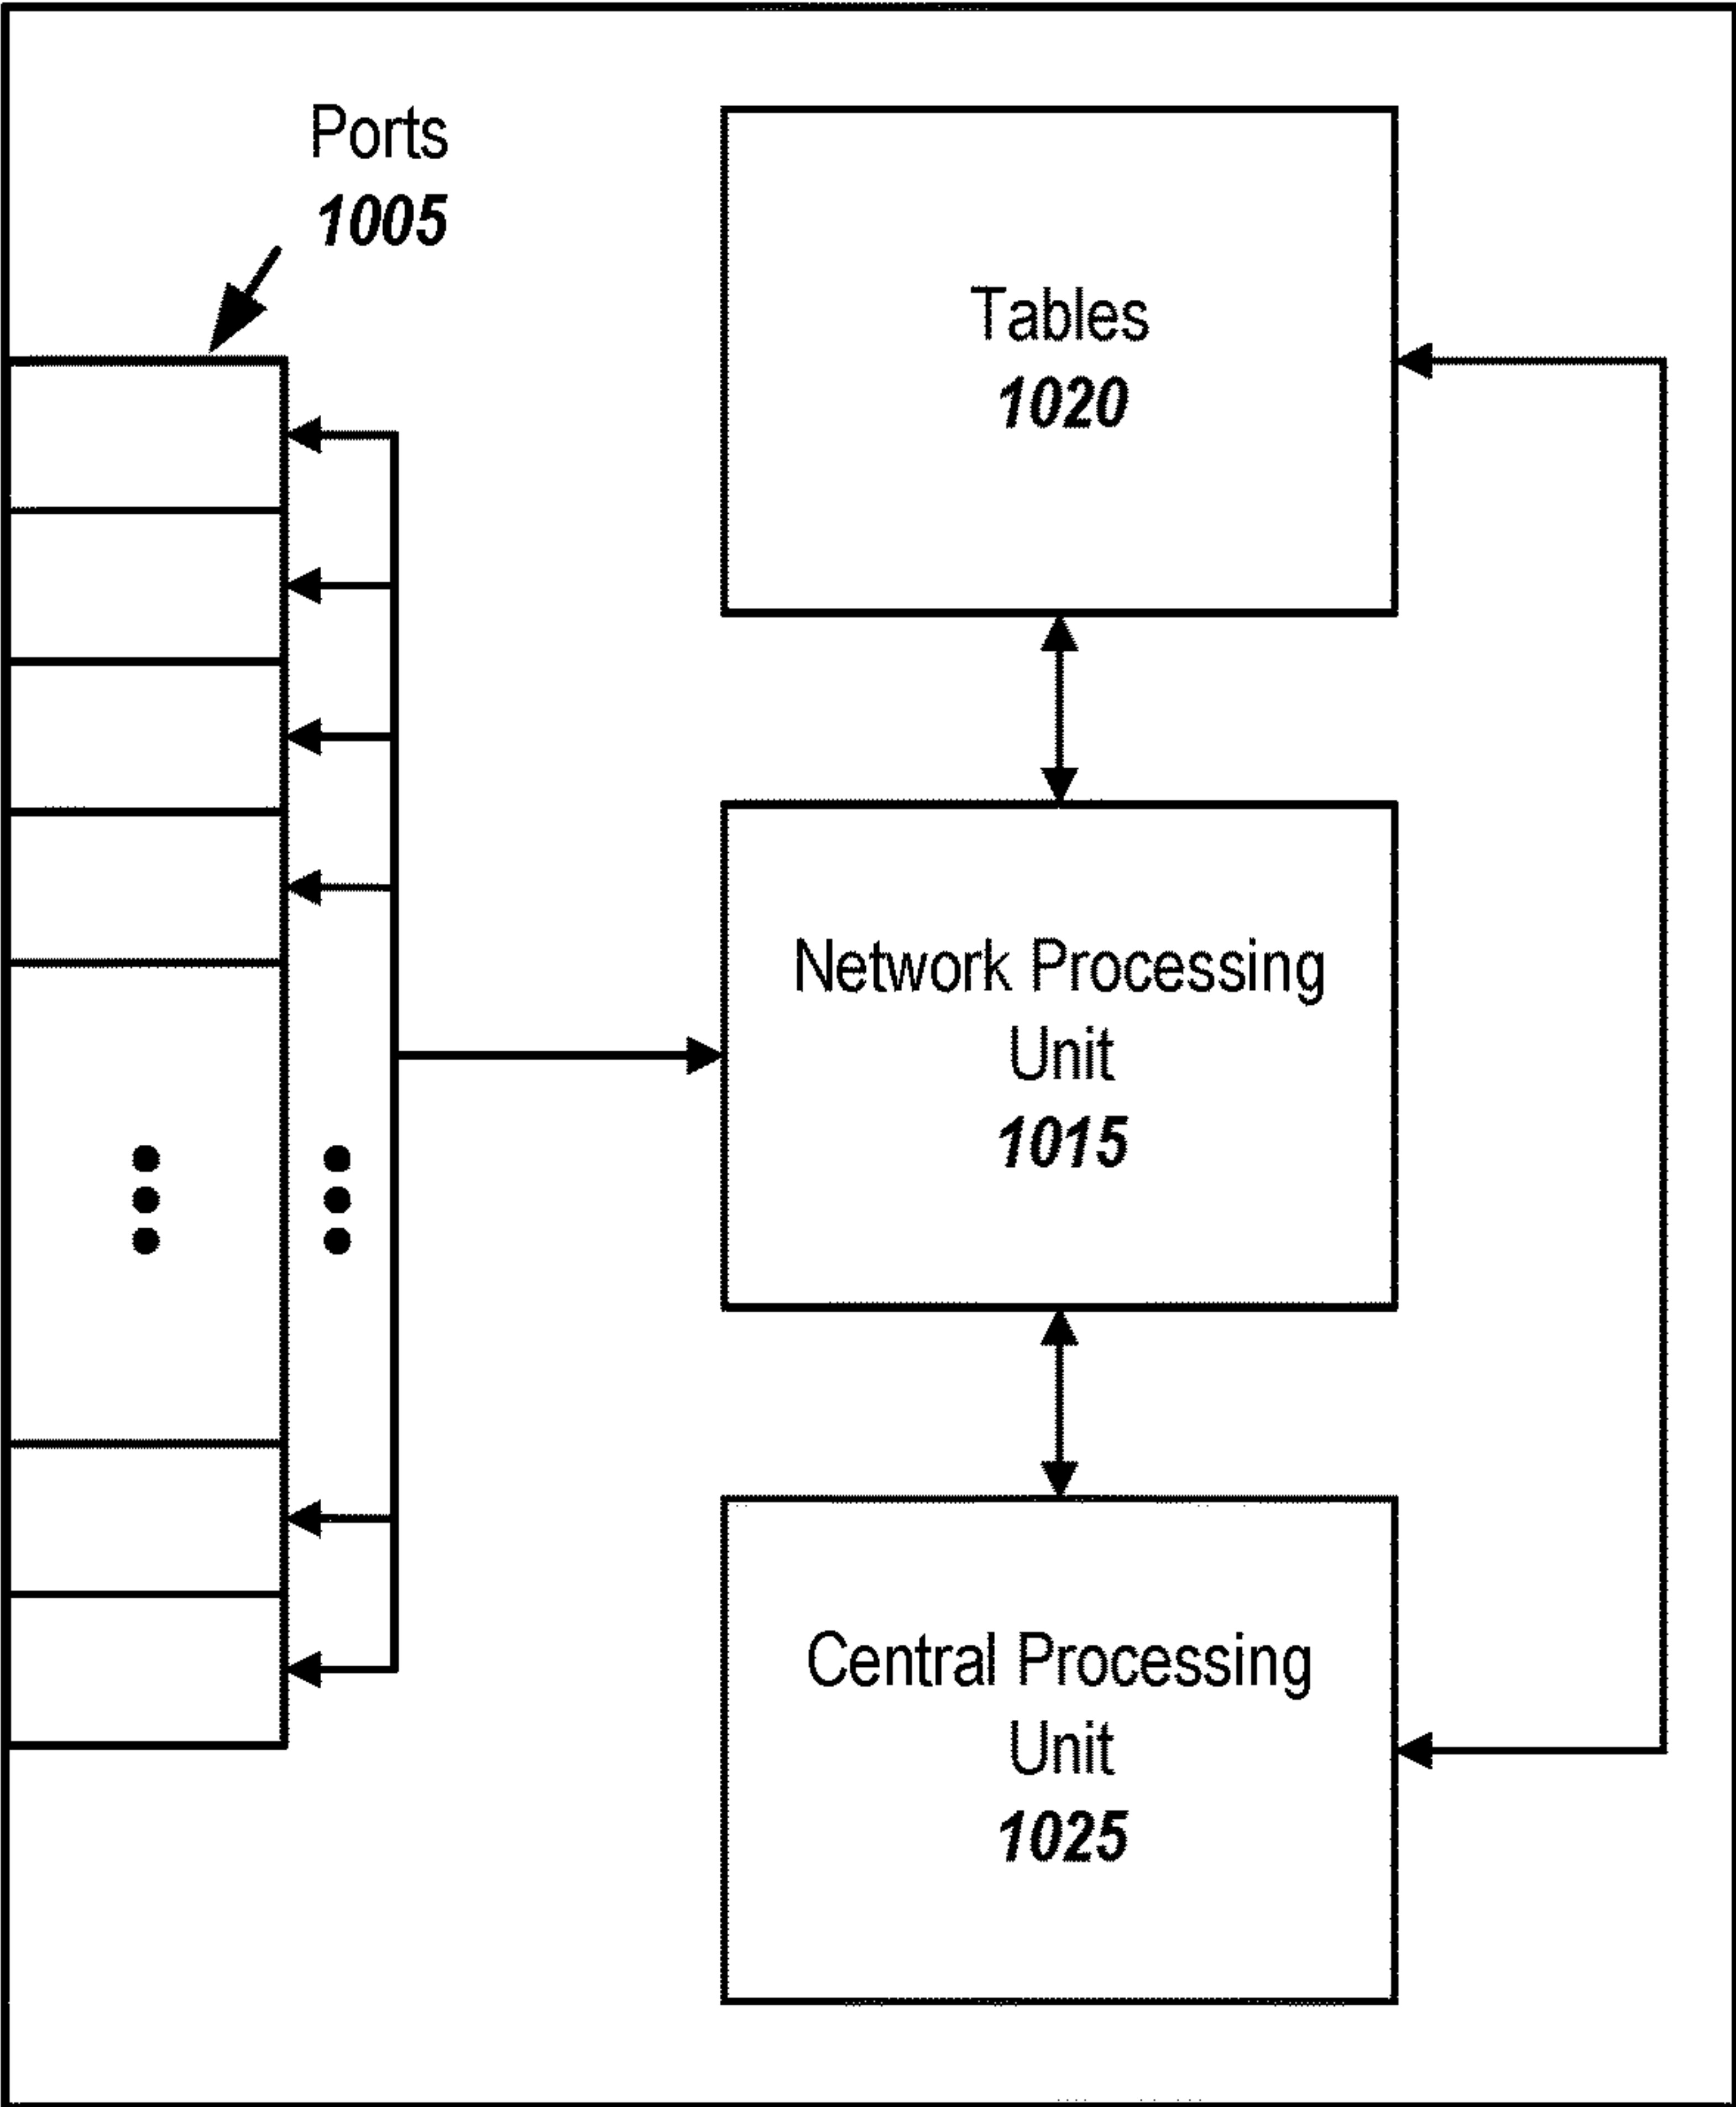 Ports
1005
Tables
1020
Network Processing
Unit
1015
Central Processing
Unit
1025